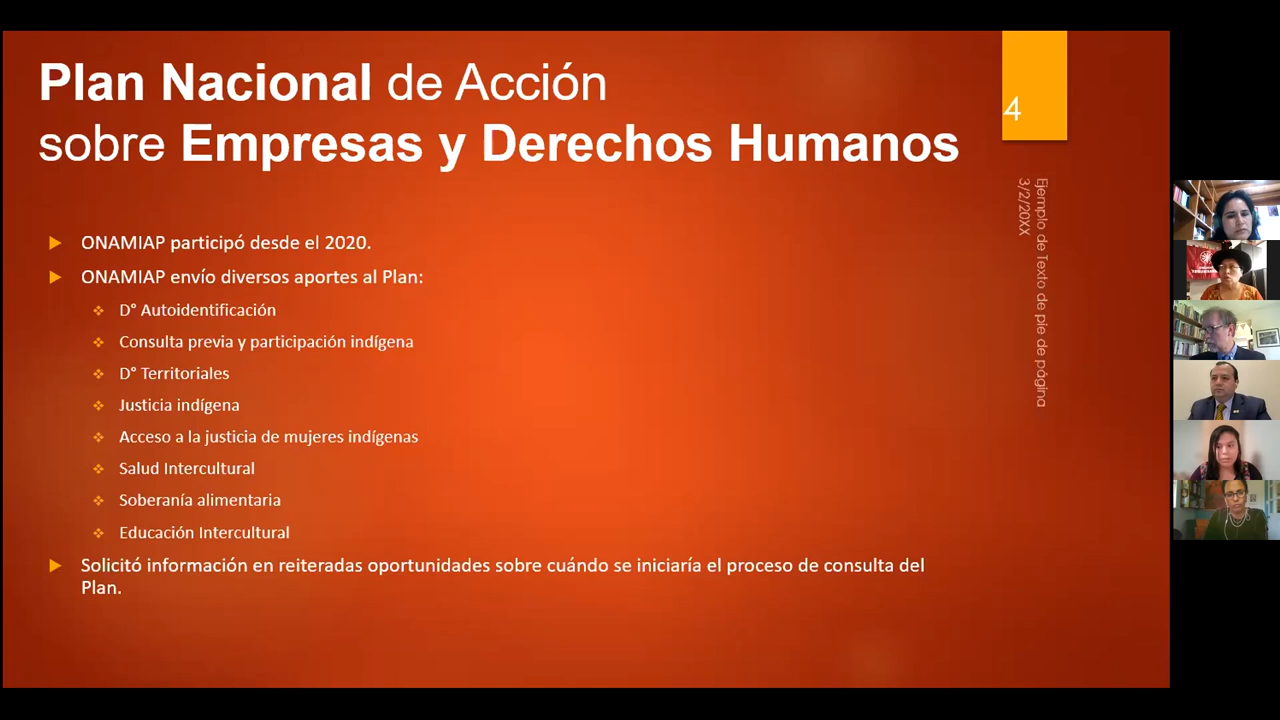 Plan Nacional de Acción
sobre Empresas y Derechos Humanos
4
Ejemplo de Texto de pie de página
3/2/20XX
ONAMIAP participó desde el 2020.
ONAMIAP envío diversos aportes al Plan:
D° Autoidentificación
Consulta previa y participación indígena
D° Territoriales
Justicia indígena
Acceso a la justicia de mujeres indígenas
Salud Intercultural
Soberanía alimentaria
Educación Intercultural
Solicitó información en reiteradas oportunidades sobre cuándo se iniciaría el proceso de consulta del
Plan.